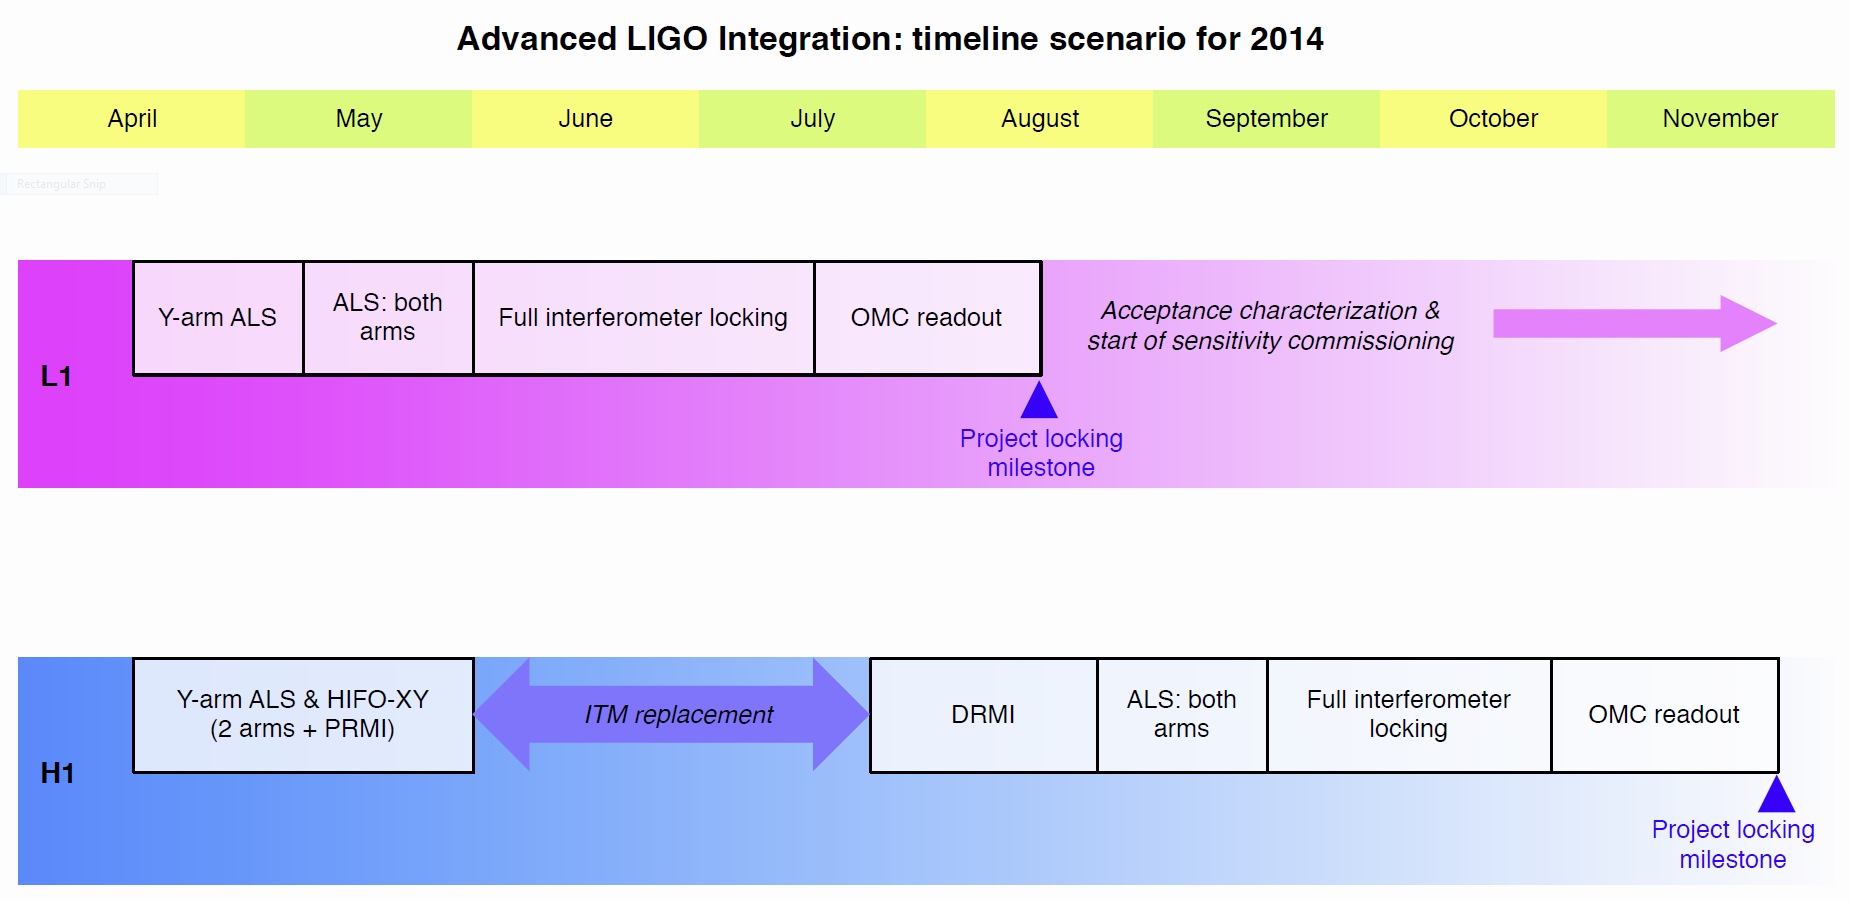 Advanced LIGO Integration: timeline scenario for 2014
April May June July August September October November
Rectangular Snip
L1
Y-arm ALS
ALS: both
arms
Full interferometer locking
OMC readout
Acceptance characterization &
start of sensitivity commissioning
Project locking
milestone
H1
Y-arm ALS & HIFO-XY
(2 arms + PRMI)
ITM replacement
DRMI
ALS: both
arms
Full interferometer
locking
OMC readout
Project locking
milestone